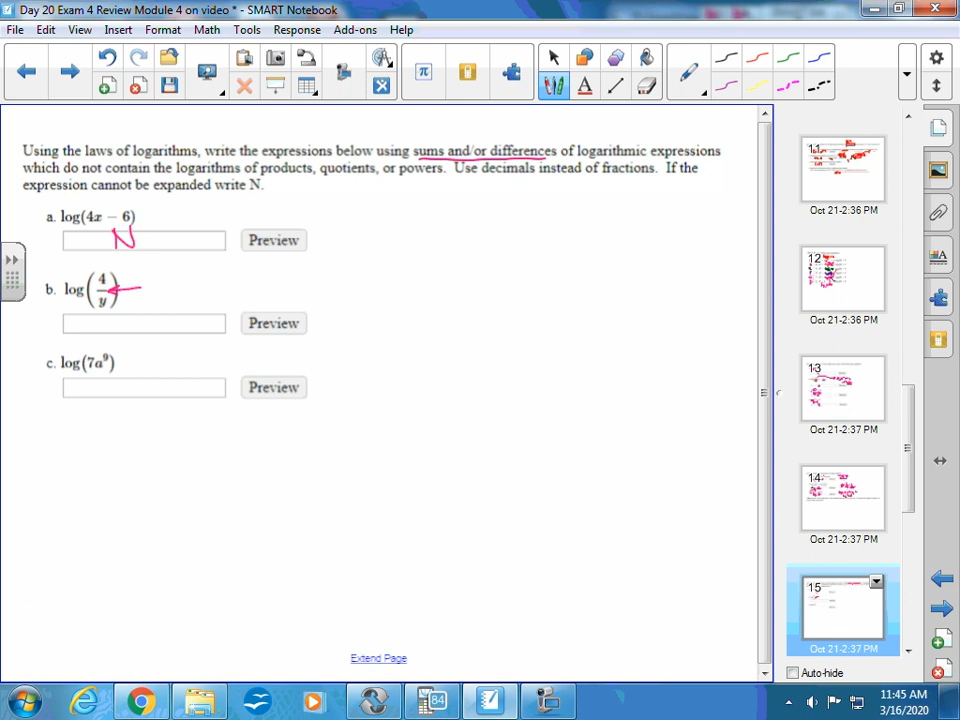 Day 20 Exam 4 Review Module 4 on video * - SMART Notebook
File Edit View Insert Format Math Tools Response Add-ons Help
Using the laws of logarithms, write the expressions below using sums and/or differences of logarithmic expressions
which do not contain the logarithms of products, quotients, or powers. Use decimals instead of fractions. If the
expression cannot be expanded write N.
a. log(4x − 6)
N Preview
b. log(4/y)
Preview
c. log(7a⁹)
Preview
Extend Page
11
Oct 21-2:36 PM
12
Oct 21-2:36 PM
13
Oct 21-2:37 PM
14
Oct 21-2:37 PM
15
Oct 21-2:37 PM
Auto-hide
84
11:45 AM
3/16/2020